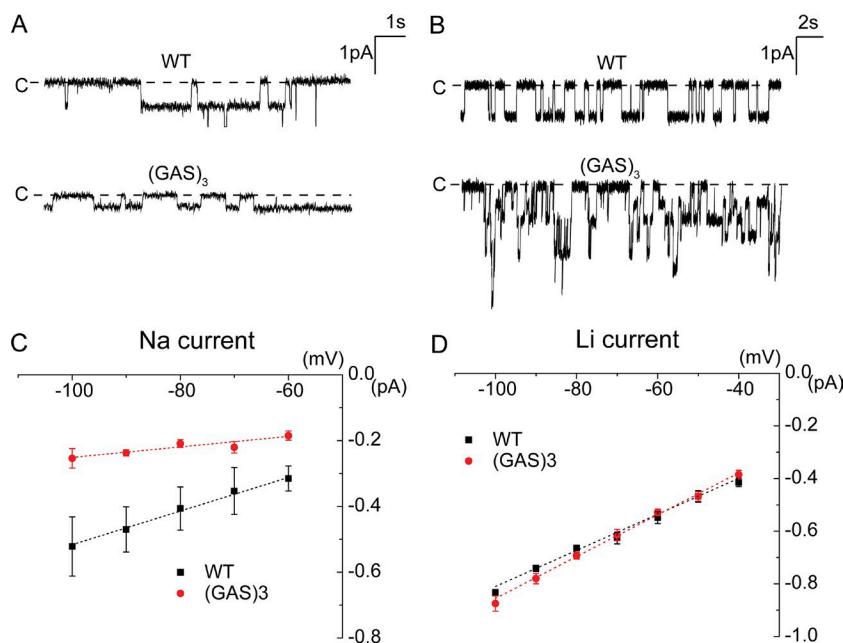 A
1s
1pA
WT
C
(GAS)3
C
B
2s
1pA
WT
C
(GAS)3
C
C
Na current
(mV)
0.0
(pA)
-100
-80
-60
-0.2
-0.4
-0.6
-0.8
WT
(GAS)3
D
Li current
(mV)
0.0
(pA)
-100
-80
-60
-40
-0.2
-0.4
-0.6
-0.8
-1.0
WT
(GAS)3